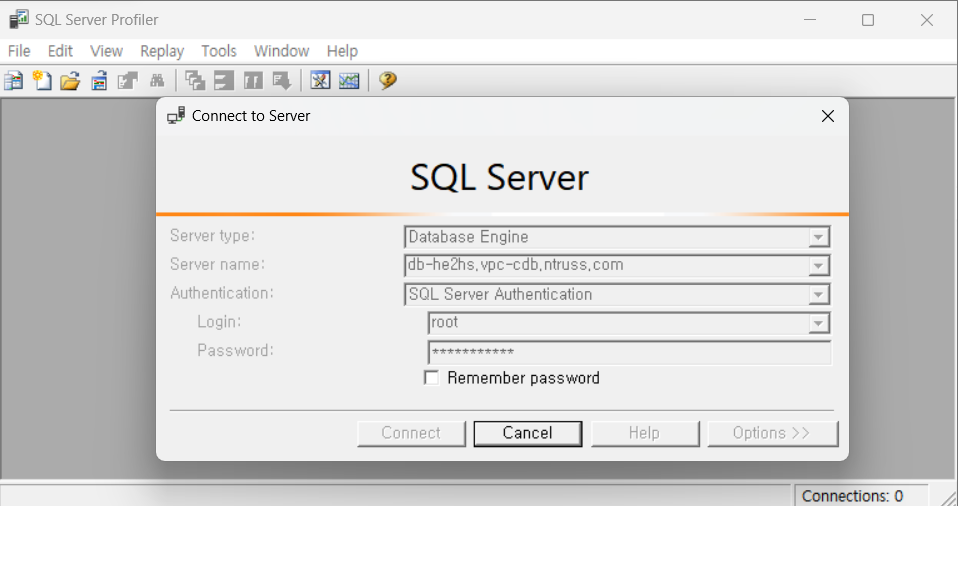 SQL Server Profiler
File Edit View Replay Tools Window Help
Connect to Server
SQL Server
Server type: Database Engine
Server name: db-he2hs.vpc-cdb.ntruss.com
Authentication: SQL Server Authentication
Login: root
Password: ***********
Remember password
Connect Cancel Help Options >>
Connections: 0